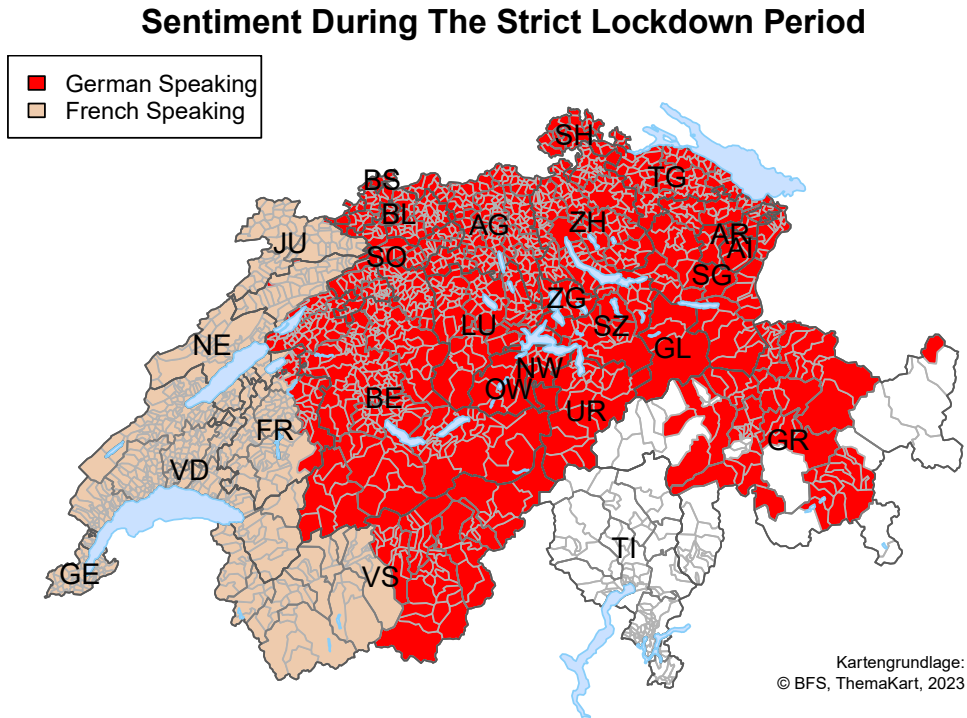 Sentiment During The Strict Lockdown Period
German Speaking
French Speaking
SH
BS
TG
BL
AG
ZH
JU
AR
AI
SO
SG
ZG
LU
SZ
NE
GL
NW
OW
BE
UR
FR
GR
VD
TI
GE
VS
Kartengrundlage:
© BFS, ThemaKart, 2023